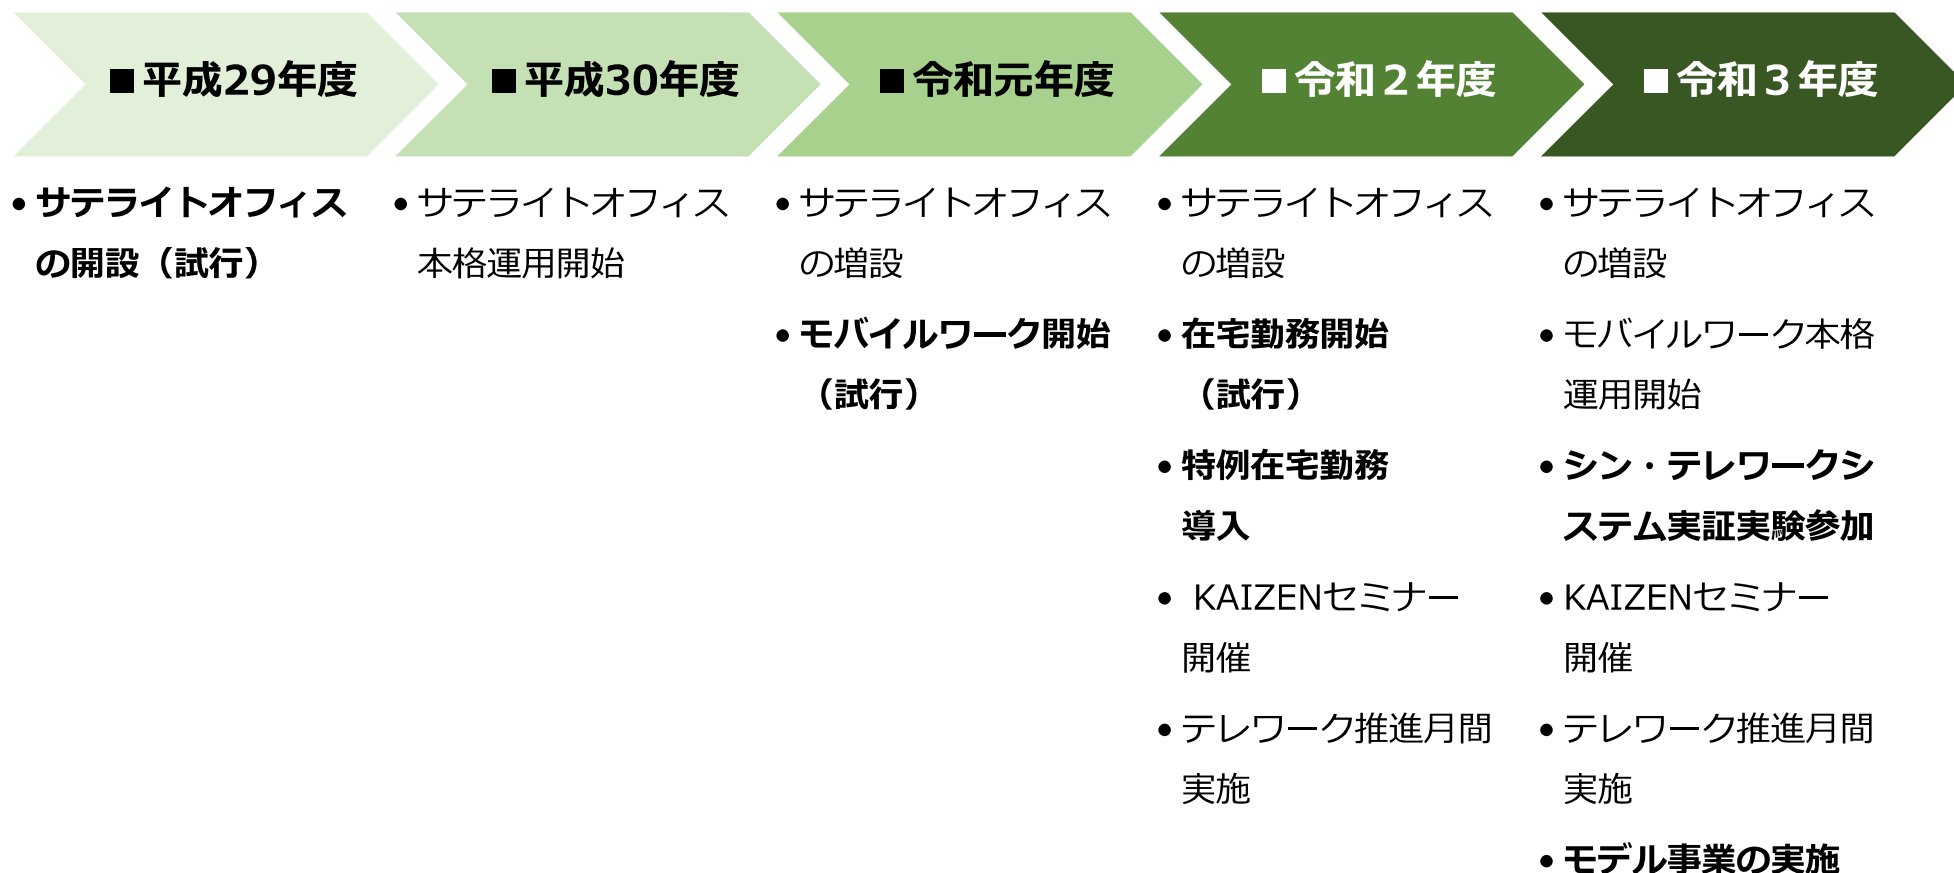 ■平成29年度
• サテライトオフィス
の開設（試行）
■平成30年度
• サテライトオフィス
本格運用開始
■令和元年度
• サテライトオフィス
の増設
• モバイルワーク開始
（試行）
■令和２年度
• サテライトオフィス
の増設
• 在宅勤務開始
（試行）
• 特例在宅勤務
導入
• KAIZENセミナー
開催
• テレワーク推進月間
実施
■令和３年度
• サテライトオフィス
の増設
• モバイルワーク本格
運用開始
• シン・テレワークシ
ステム実証実験参加
• KAIZENセミナー
開催
• テレワーク推進月間
実施
• モデル事業の実施